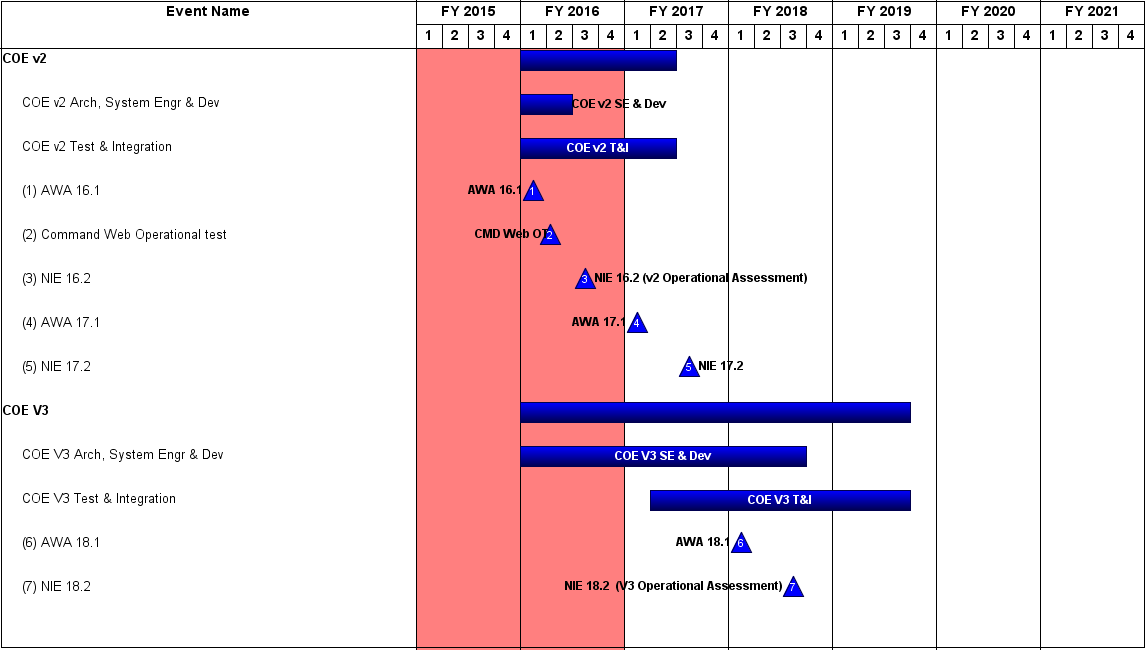 Event Name FY 2015 FY 2016 FY 2017 FY 2018 FY 2019 FY 2020 FY 2021
1 2 3 4 1 2 3 4 1 2 3 4 1 2 3 4 1 2 3 4 1 2 3 4 1 2 3 4
COE v2
COE v2 Arch, System Engr & Dev COE v2 SE & Dev
COE v2 Test & Integration COE v2 T&I
(1) AWA 16.1 AWA 16.1 1
(2) Command Web Operational test CMD Web OT 2
(3) NIE 16.2 3 NIE 16.2 (v2 Operational Assessment)
(4) AWA 17.1 AWA 17.1 4
(5) NIE 17.2 5 NIE 17.2
COE V3
COE V3 Arch, System Engr & Dev COE V3 SE & Dev
COE V3 Test & Integration COE V3 T&I
(6) AWA 18.1 AWA 18.1 6
(7) NIE 18.2 NIE 18.2 (V3 Operational Assessment) 7